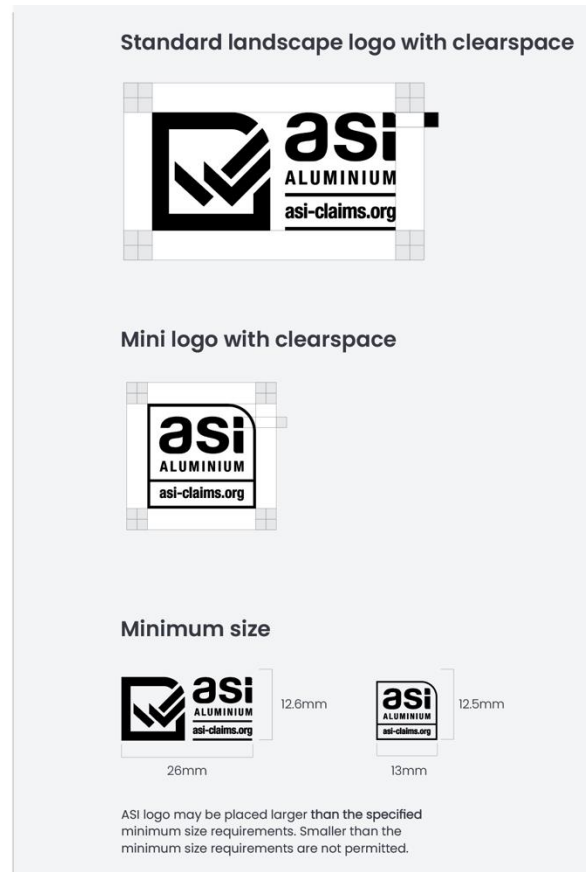 Standard landscape logo with clearspace
asi
ALUMINIUM
asi-claims.org
Mini logo with clearspace
asi
ALUMINIUM
asi-claims.org
Minimum size
asi
ALUMINIUM
asi-claims.org
12.6mm
26mm
asi
ALUMINIUM
asi-claims.org
12.5mm
13mm
ASI logo may be placed larger than the specified
minimum size requirements. Smaller than the
minimum size requirements are not permitted.